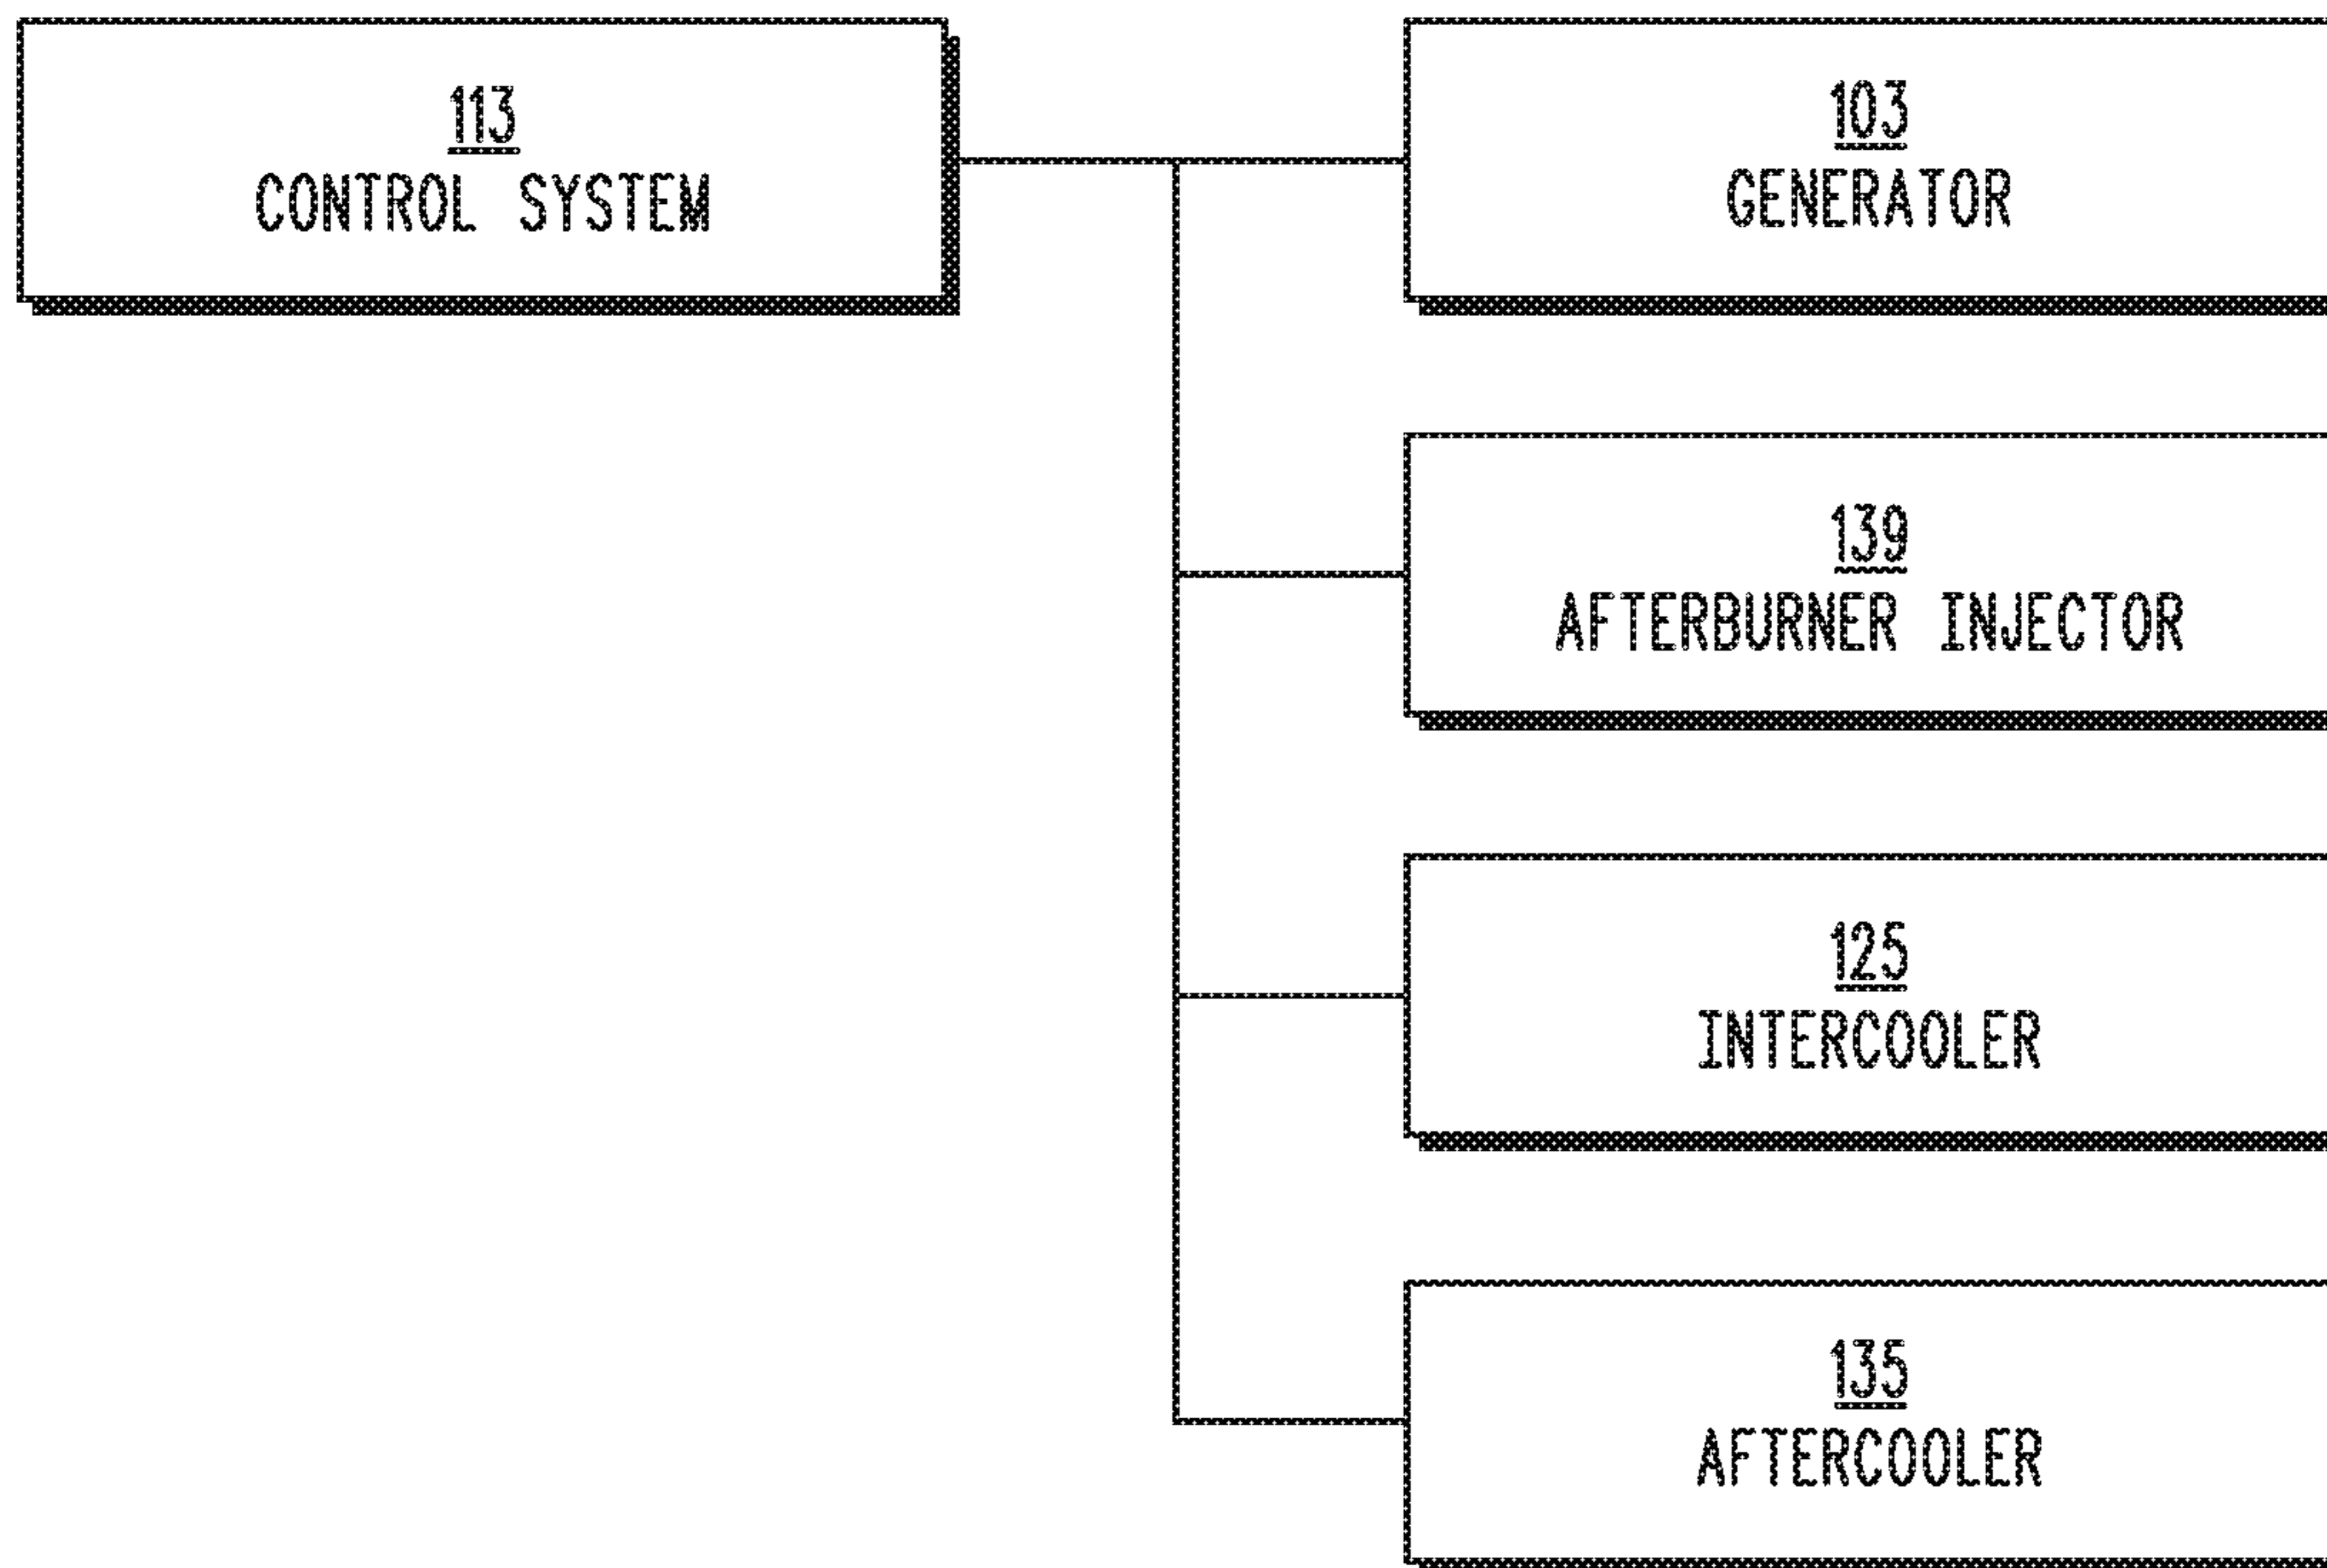 113
CONTROL SYSTEM
103
GENERATOR
139
AFTERBURNER INJECTOR
125
INTERCOOLER
135
AFTERCOOLER